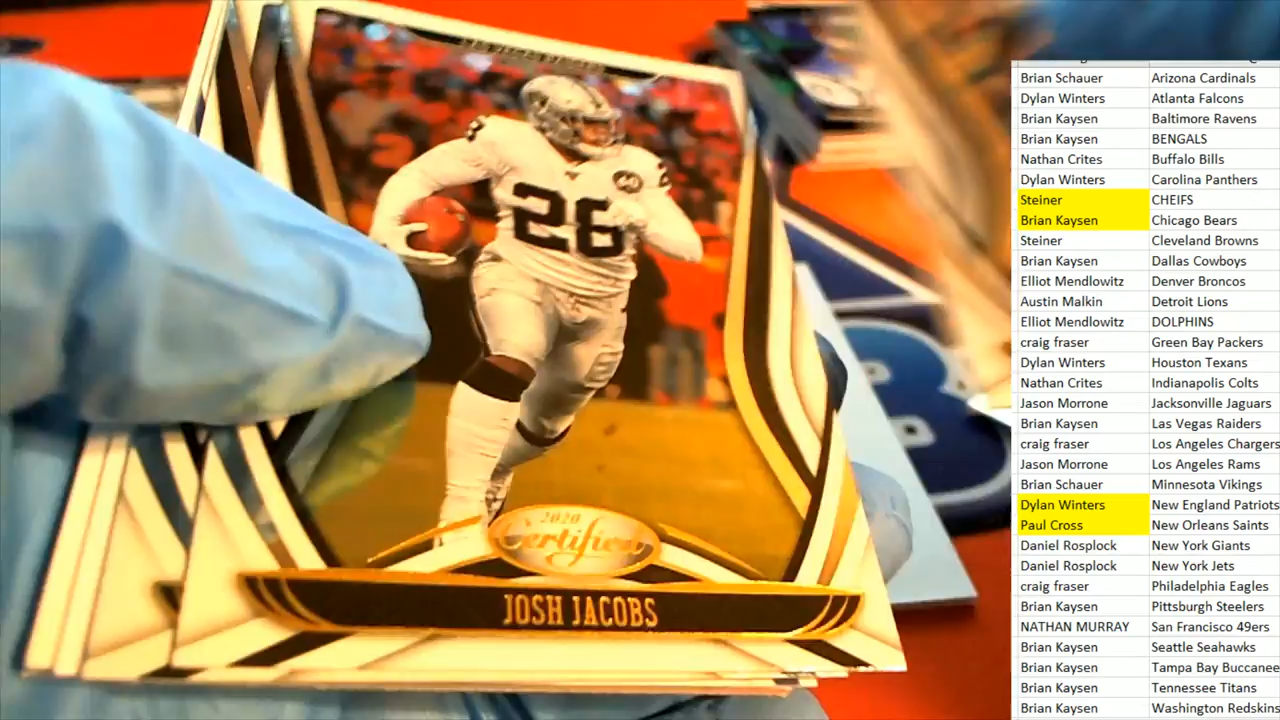 26
2020
Certified
JOSH JACOBS
Brian Schauer Arizona Cardinals
Dylan Winters Atlanta Falcons
Brian Kaysen Baltimore Ravens
Brian Kaysen BENGALS
Nathan Crites Buffalo Bills
Dylan Winters Carolina Panthers
Steiner CHEIFS
Brian Kaysen Chicago Bears
Steiner Cleveland Browns
Brian Kaysen Dallas Cowboys
Elliot Mendlowitz Denver Broncos
Austin Malkin Detroit Lions
Elliot Mendlowitz DOLPHINS
craig fraser Green Bay Packers
Dylan Winters Houston Texans
Nathan Crites Indianapolis Colts
Jason Morrone Jacksonville Jaguars
Brian Kaysen Las Vegas Raiders
craig fraser Los Angeles Chargers
Jason Morrone Los Angeles Rams
Brian Schauer Minnesota Vikings
Dylan Winters New England Patriots
Paul Cross New Orleans Saints
Daniel Rosplock New York Giants
Daniel Rosplock New York Jets
craig fraser Philadelphia Eagles
Brian Kaysen Pittsburgh Steelers
NATHAN MURRAY San Francisco 49ers
Brian Kaysen Seattle Seahawks
Brian Kaysen Tampa Bay Buccanee
Brian Kaysen Tennessee Titans
Brian Kaysen Washington Redskins